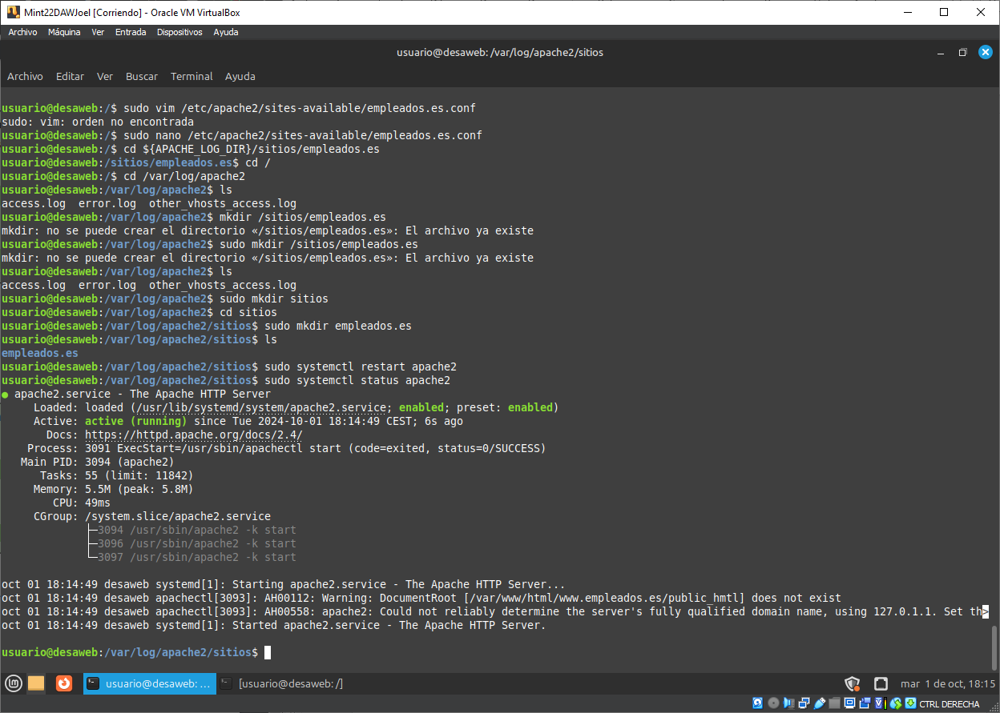 Mint22DAWJoel [Corriendo] - Oracle VM VirtualBox
Archivo Máquina Ver Entrada Dispositivos Ayuda
usuario@desaweb: /var/log/apache2/sitios
Archivo Editar Ver Buscar Terminal Ayuda
usuario@desaweb:/$ sudo vim /etc/apache2/sites-available/empleados.es.conf
sudo: vim: orden no encontrada
usuario@desaweb:/$ sudo nano /etc/apache2/sites-available/empleados.es.conf
usuario@desaweb:/$ cd ${APACHE_LOG_DIR}/sitios/empleados.es
usuario@desaweb:/sitios/empleados.es$ cd /
usuario@desaweb:/$ cd /var/log/apache2
usuario@desaweb:/var/log/apache2$ ls
access.log  error.log  other_vhosts_access.log
usuario@desaweb:/var/log/apache2$ mkdir /sitios/empleados.es
mkdir: no se puede crear el directorio «/sitios/empleados.es»: El archivo ya existe
usuario@desaweb:/var/log/apache2$ sudo mkdir /sitios/empleados.es
mkdir: no se puede crear el directorio «/sitios/empleados.es»: El archivo ya existe
usuario@desaweb:/var/log/apache2$ ls
access.log  error.log  other_vhosts_access.log
usuario@desaweb:/var/log/apache2$ sudo mkdir sitios
usuario@desaweb:/var/log/apache2$ cd sitios
usuario@desaweb:/var/log/apache2/sitios$ sudo mkdir empleados.es
usuario@desaweb:/var/log/apache2/sitios$ ls
empleados.es
usuario@desaweb:/var/log/apache2/sitios$ sudo systemctl restart apache2
usuario@desaweb:/var/log/apache2/sitios$ sudo systemctl status apache2
● apache2.service - The Apache HTTP Server
Loaded: loaded (/usr/lib/systemd/system/apache2.service; enabled; preset: enabled)
Active: active (running) since Tue 2024-10-01 18:14:49 CEST; 6s ago
Docs: https://httpd.apache.org/docs/2.4/
Process: 3091 ExecStart=/usr/sbin/apachectl start (code=exited, status=0/SUCCESS)
Main PID: 3094 (apache2)
Tasks: 55 (limit: 11842)
Memory: 5.5M (peak: 5.8M)
CPU: 49ms
CGroup: /system.slice/apache2.service
├─3094 /usr/sbin/apache2 -k start
├─3096 /usr/sbin/apache2 -k start
└─3097 /usr/sbin/apache2 -k start
oct 01 18:14:49 desaweb systemd[1]: Starting apache2.service - The Apache HTTP Server...
oct 01 18:14:49 desaweb apachectl[3093]: AH00112: Warning: DocumentRoot [/var/www/html/www.empleados.es/public_hmtl] does not exist
oct 01 18:14:49 desaweb apachectl[3093]: AH00558: apache2: Could not reliably determine the server's fully qualified domain name, using 127.0.1.1. Set th>
oct 01 18:14:49 desaweb systemd[1]: Started apache2.service - The Apache HTTP Server.
usuario@desaweb:/var/log/apache2/sitios$
usuario@desaweb: ... [usuario@desaweb: /] mar 1 de oct, 18:15
CTRL DERECHA